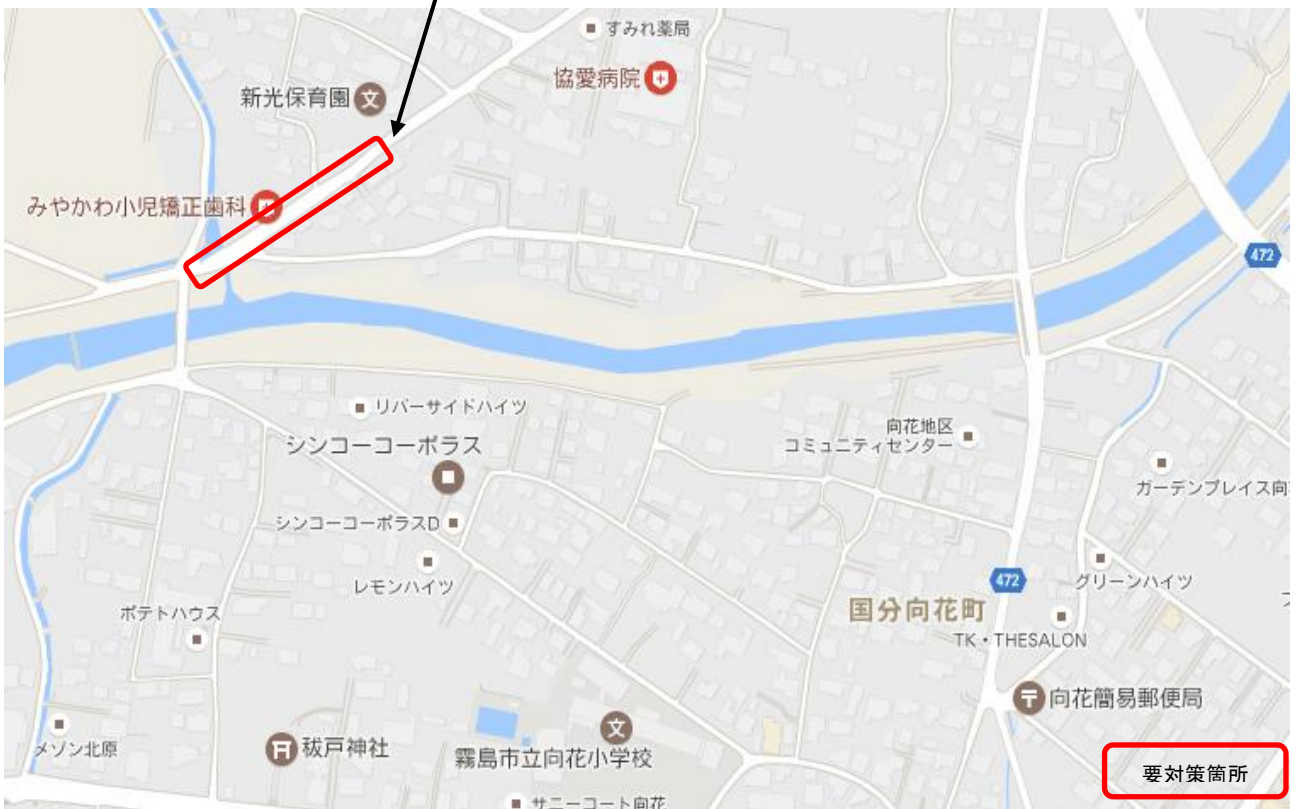 すみれ薬局
協愛病院
新光保育園
みやかわ小児矯正歯科
472
リバーサイドハイツ
シンコーコーポラス
向花地区
コミュニティセンター
ガーデンプレイス向
シンコーコーポラスD
レモンハイツ
472
グリーンハイツ
国分向花町
ポテトハウス
TK・THESALON
向花簡易郵便局
メゾン北原
秡戸神社
霧島市立向花小学校
要対策箇所
サニーコート向花